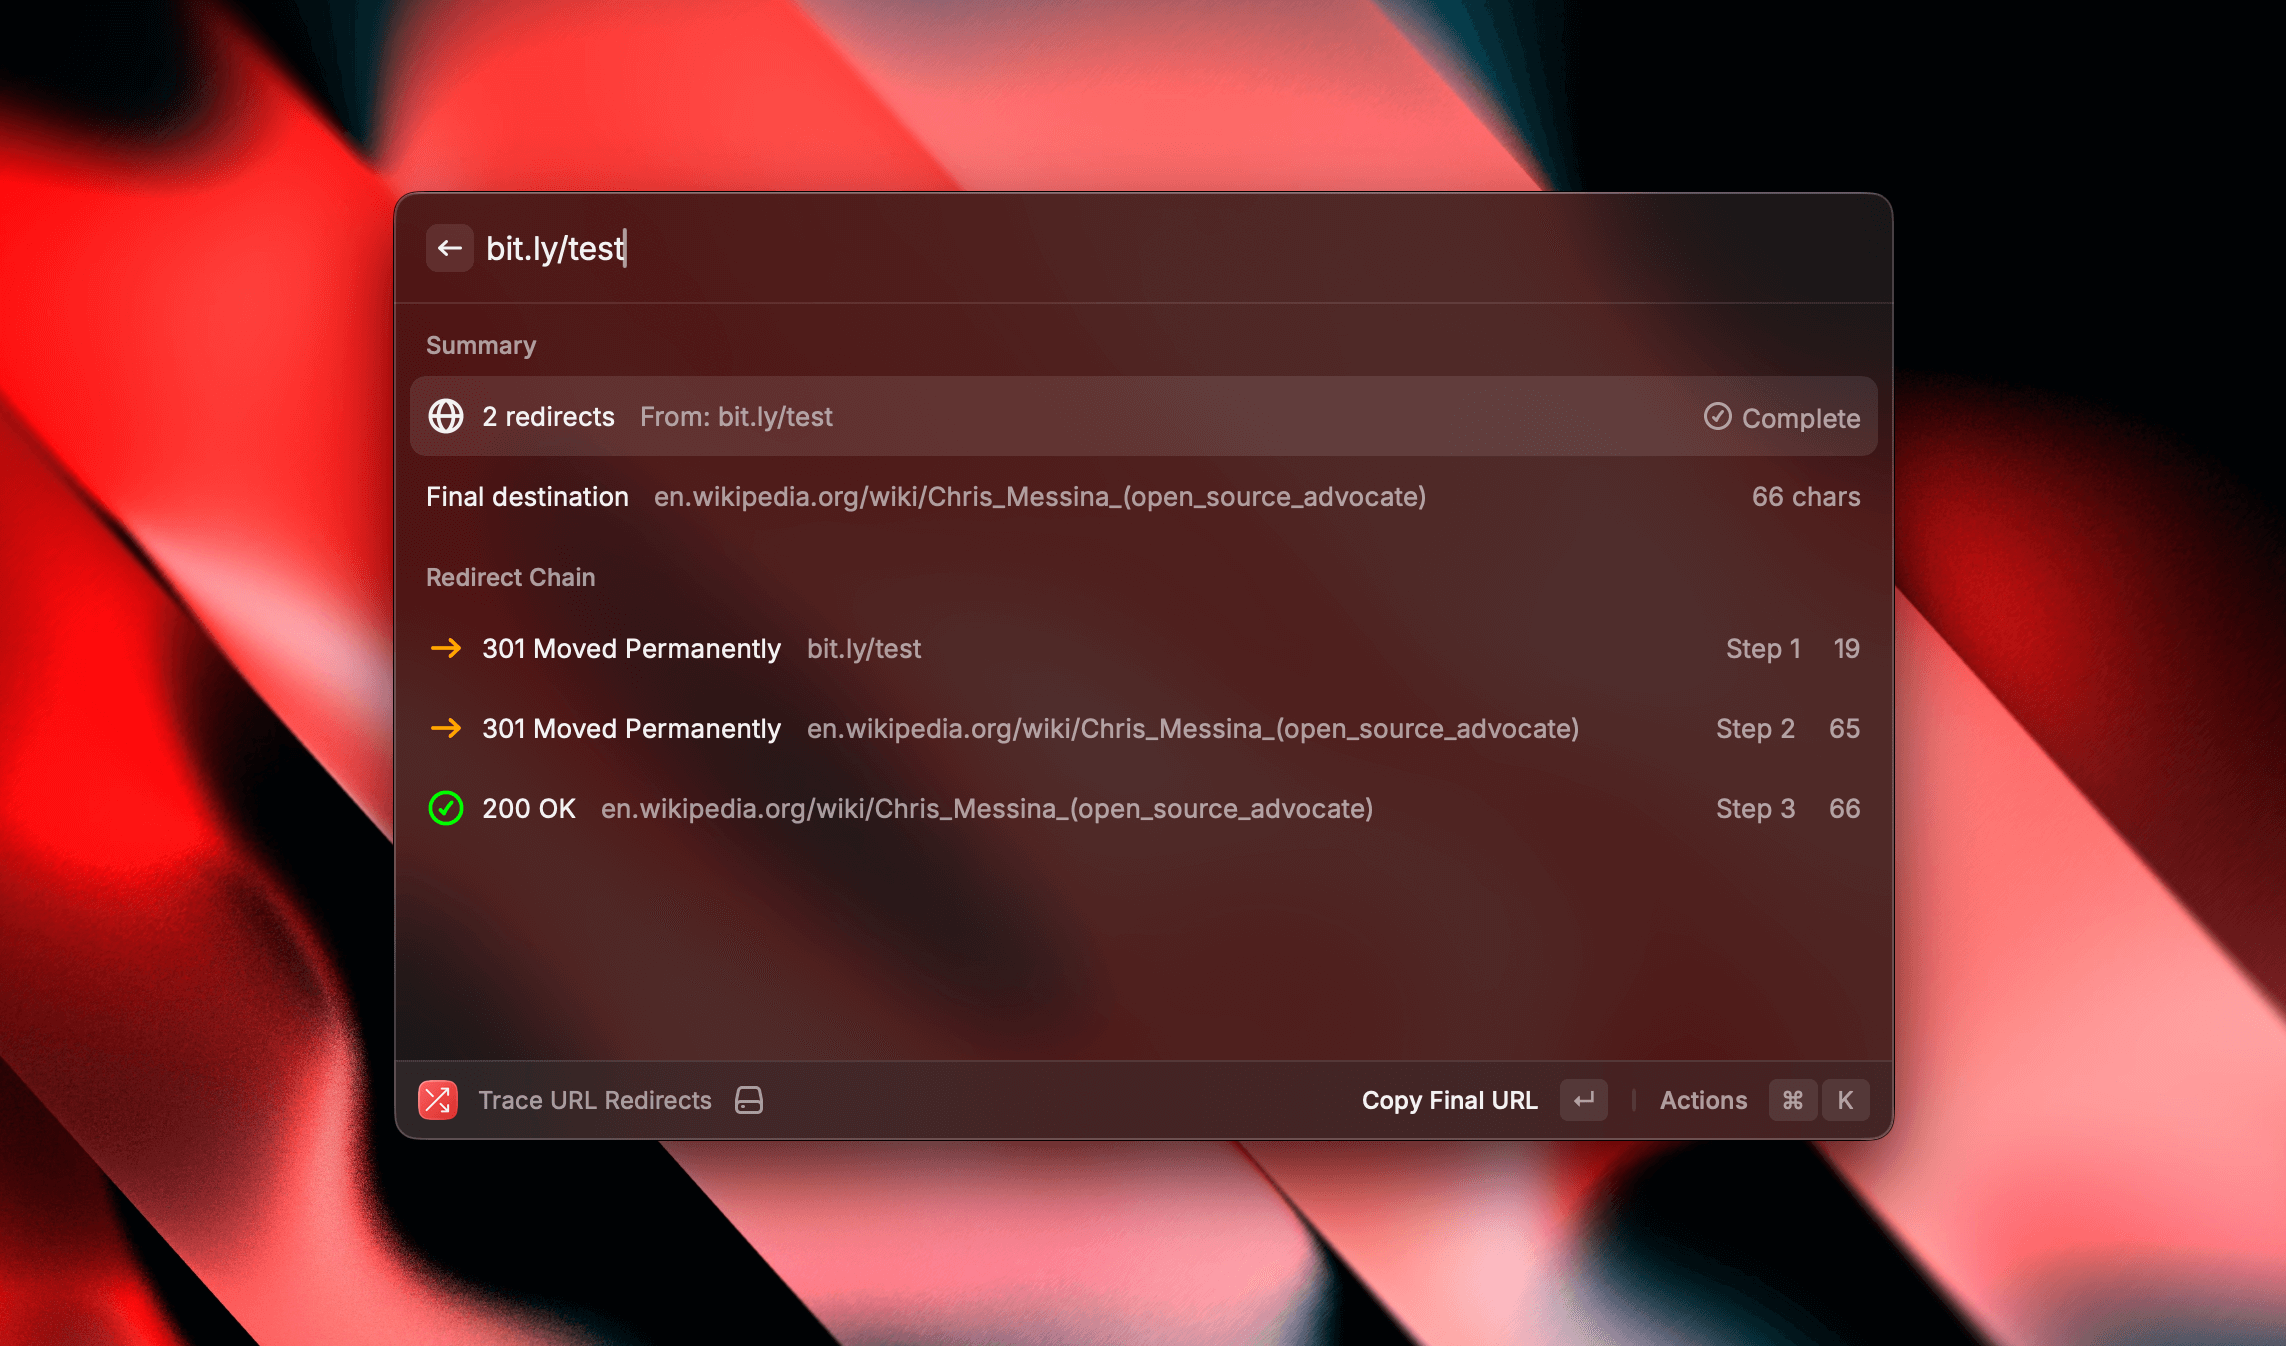 bit.ly/test
Summary
2 redirects From: bit.ly/test Complete
Final destination en.wikipedia.org/wiki/Chris_Messina_(open_source_advocate) 66 chars
Redirect Chain
301 Moved Permanently bit.ly/test Step 1 19
301 Moved Permanently en.wikipedia.org/wiki/Chris_Messina_(open_source_advocate) Step 2 65
200 OK en.wikipedia.org/wiki/Chris_Messina_(open_source_advocate) Step 3 66
Trace URL Redirects Copy Final URL ↵ Actions ⌘ K